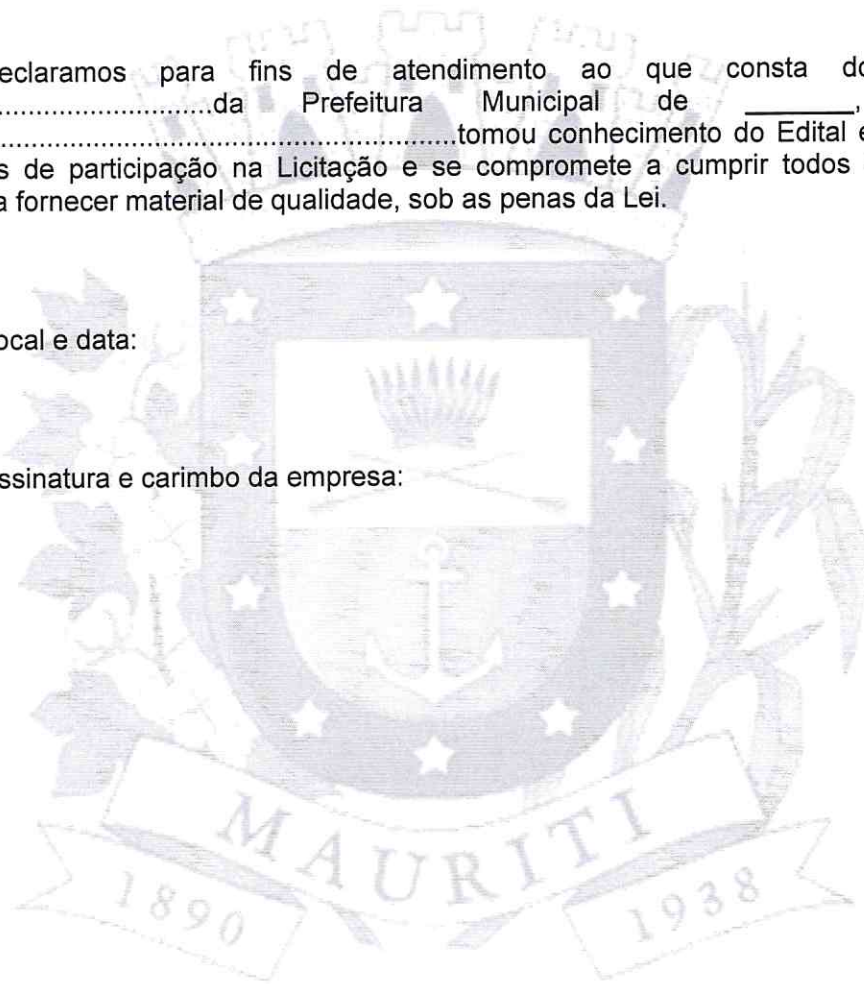 eclaramos para fins de atendimento ao que consta do
............................da Prefeitura Municipal de ________,
............................................................tomou conhecimento do Edital e
s de participação na Licitação e se compromete a cumprir todos
a fornecer material de qualidade, sob as penas da Lei.
ocal e data:
ssinatura e carimbo da empresa:
MAURITI
1890 1938